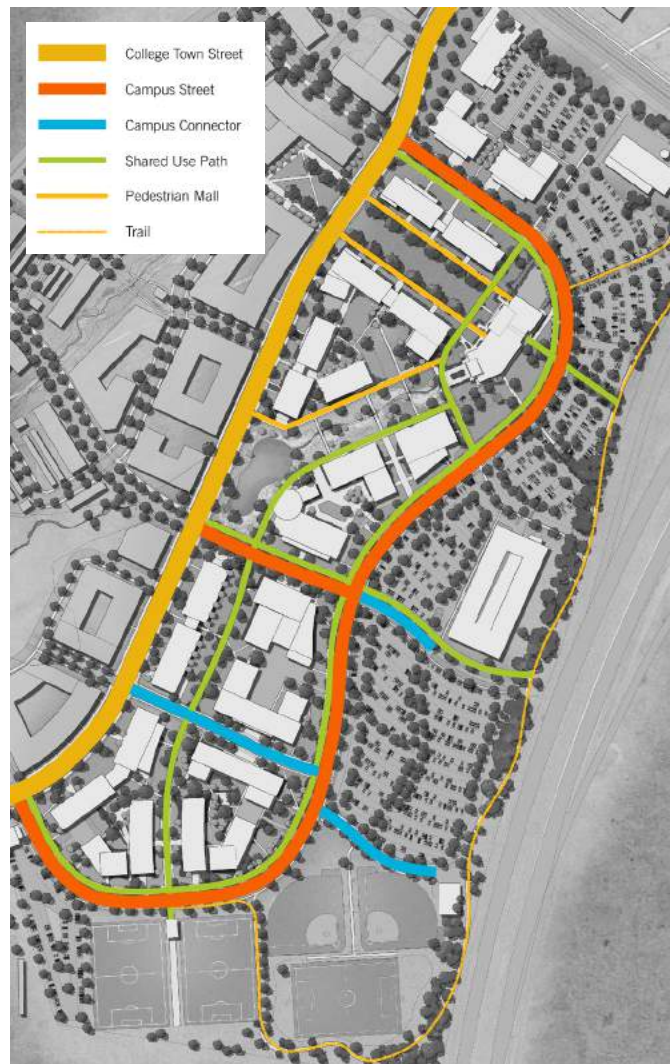 College Town Street
Campus Street
Campus Connector
Shared Use Path
Pedestrian Mall
Trail